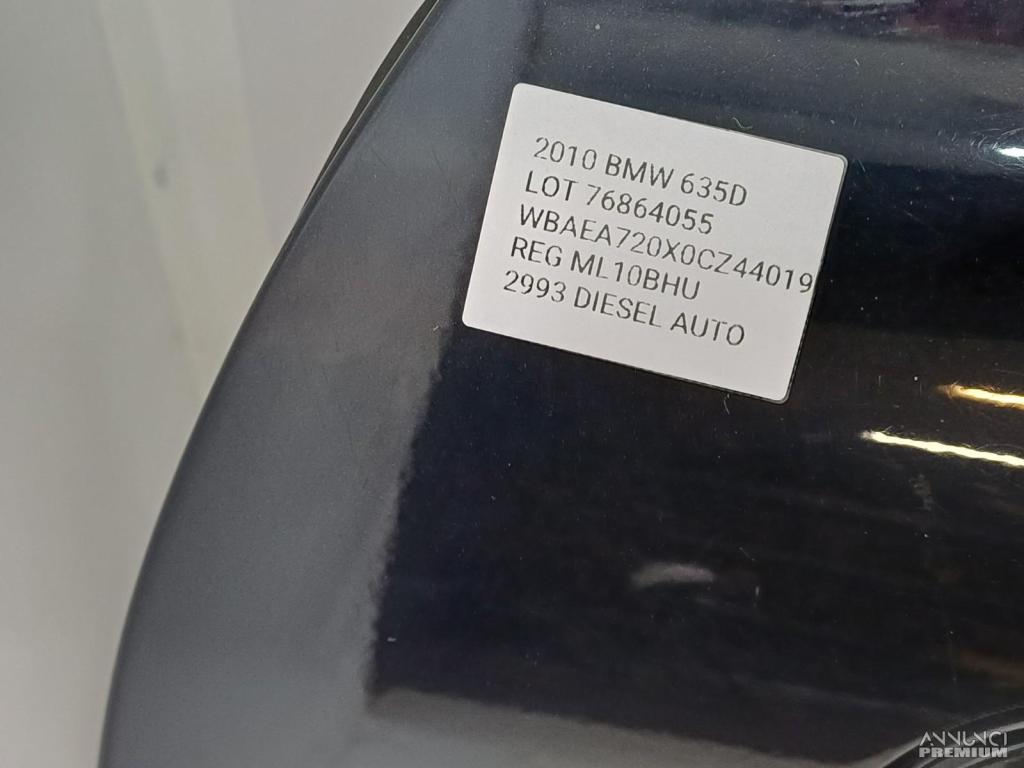 2010 BMW 635D
LOT 76864055
WBAEA720X0CZ44019
REG ML10BHU
2993 DIESEL AUTO
ANNUNCI
PREMIUM